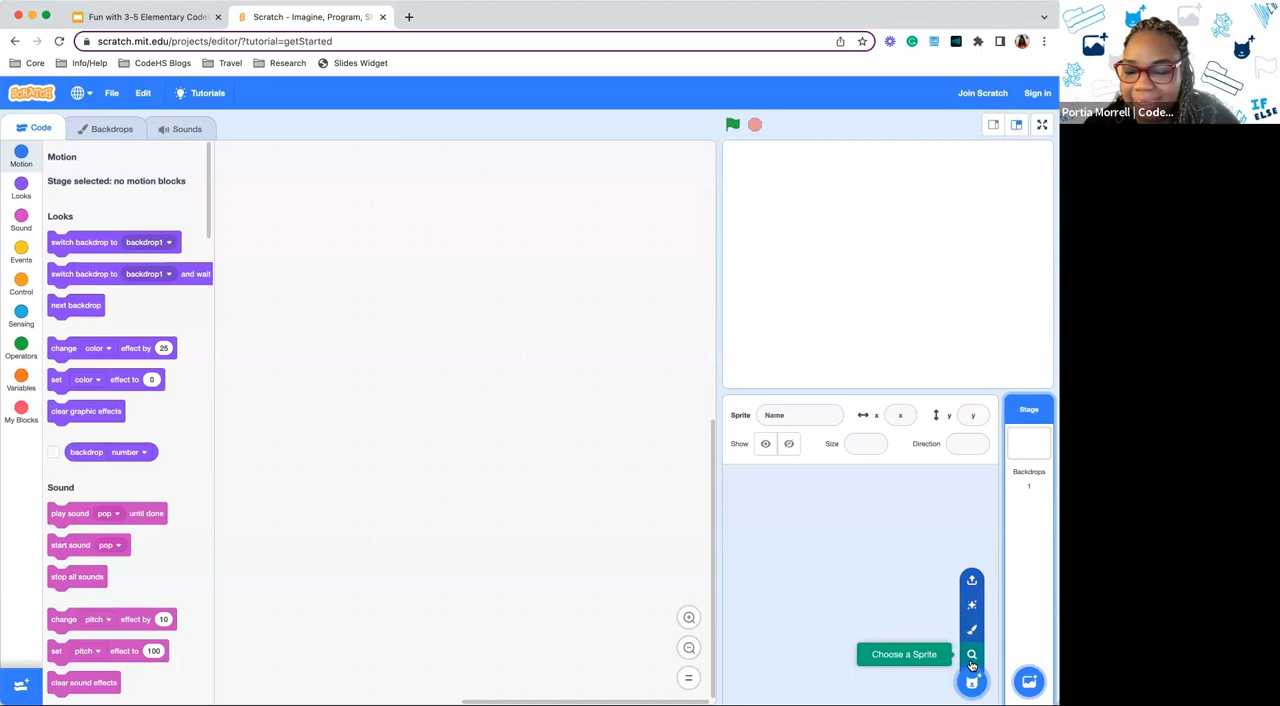 Fun with 3-5 Elementary Code
Scratch - Imagine, Program, Sh
scratch.mit.edu/projects/editor/?tutorial=getStarted
Core
Info/Help
CodeHS Blogs
Travel
Research
Slides Widget
SCRATCH
File
Edit
Tutorials
Join Scratch
Sign in
Code
Backdrops
Sounds
Motion
Looks
Sound
Events
Control
Sensing
Operators
Variables
My Blocks
Motion
Stage selected: no motion blocks
Looks
switch backdrop to backdrop1
switch backdrop to backdrop1 and wait
next backdrop
change color effect by 25
set color effect to 0
clear graphic effects
backdrop number
Sound
play sound pop until done
start sound pop
stop all sounds
change pitch effect by 10
set pitch effect to 100
clear sound effects
Sprite Name x x y y
Show Size Direction
Stage
Backdrops
1
Choose a Sprite
IF
ELSE
Portia Morrell | Code...